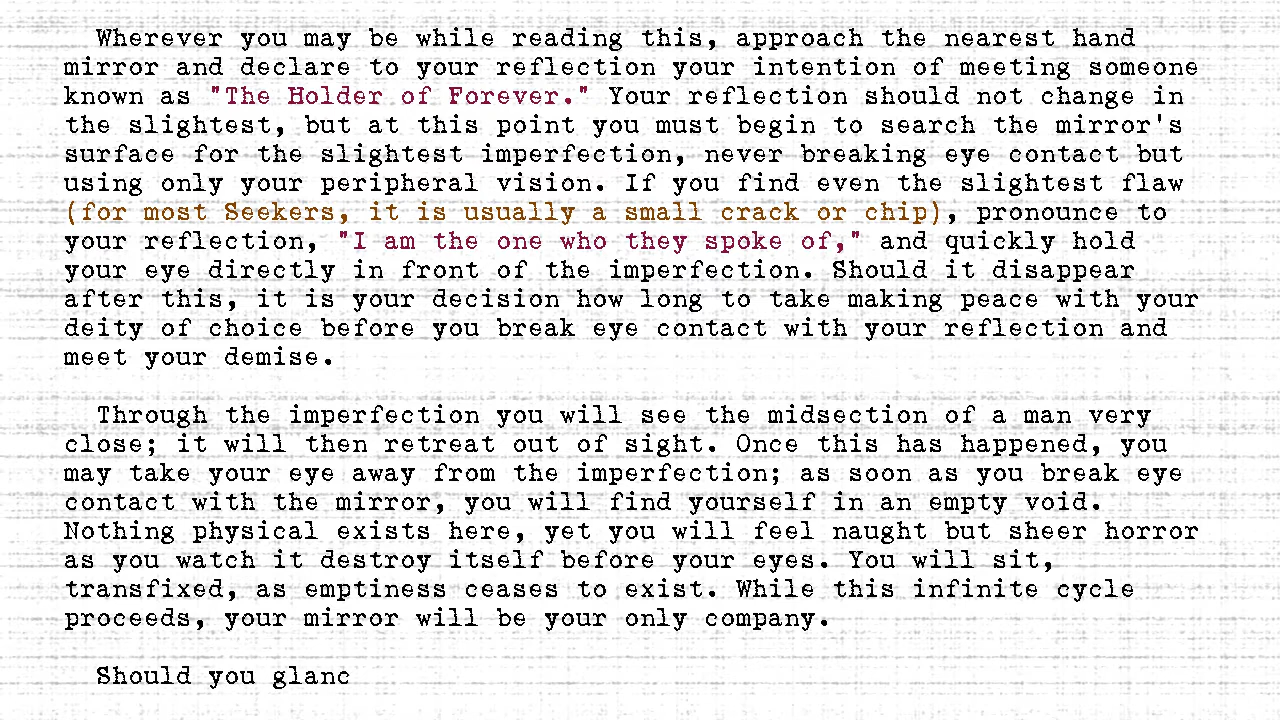 Wherever you may be while reading this, approach the nearest hand
mirror and declare to your reflection your intention of meeting someone
known as "The Holder of Forever." Your reflection should not change in
the slightest, but at this point you must begin to search the mirror's
surface for the slightest imperfection, never breaking eye contact but
using only your peripheral vision. If you find even the slightest flaw
(for most Seekers, it is usually a small crack or chip), pronounce to
your reflection, "I am the one who they spoke of," and quickly hold
your eye directly in front of the imperfection. Should it disappear
after this, it is your decision how long to take making peace with your
deity of choice before you break eye contact with your reflection and
meet your demise.
Through the imperfection you will see the midsection of a man very
close; it will then retreat out of sight. Once this has happened, you
may take your eye away from the imperfection; as soon as you break eye
contact with the mirror, you will find yourself in an empty void.
Nothing physical exists here, yet you will feel naught but sheer horror
as you watch it destroy itself before your eyes. You will sit,
transfixed, as emptiness ceases to exist. While this infinite cycle
proceeds, your mirror will be your only company.
Should you glanc